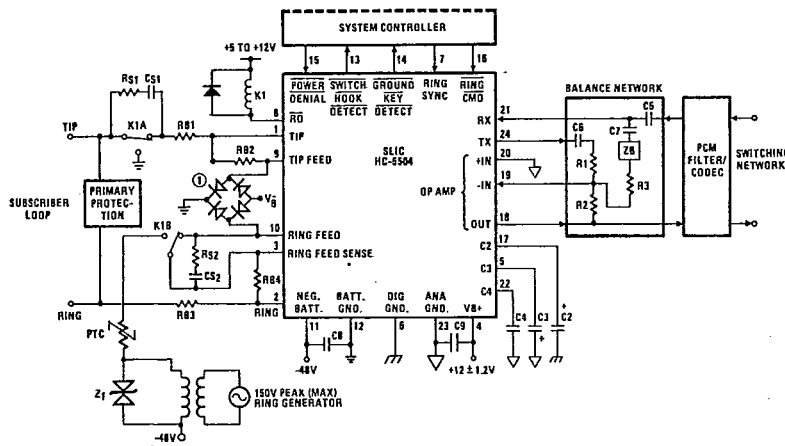 SYSTEM CONTROLLER
+5 TO +12V
15 13 14 7 16
RS1 CS1
K1
POWER DENIAL
SWITCH HOOK DETECT
GROUND KEY DETECT
RING SYNC
RING CMD
BALANCE NETWORK
8
RD
21
RX
C5
TIP
K1A
RB1
1
TIP
24
TX
C6
C7
SLIC
HC-5504
RB2
9
TIP FEED
+IN
20
R1
ZB
PCM
FILTER/
CODEC
SWITCHING
NETWORK
1
VB
OP AMP
-IN
19
R2
R3
SUBSCRIBER
LOOP
PRIMARY
PROTEC-
TION
OUT
18
K1B
10
RING FEED
C2
17
RS2
3
RING FEED SENSE
C3
5
CS2
RB4
C4
22
RING
RB3
2
RING
NEG.
BATT.
BATT.
GND.
DIG
GND.
ANA
GND.
VB+
C4
C3
+
+
C2
11 12 6 23 C9 4
PTC
C8
-48V
+12 ± 1.2V
ZT
150V PEAK (MAX)
RING GENERATOR
-48V